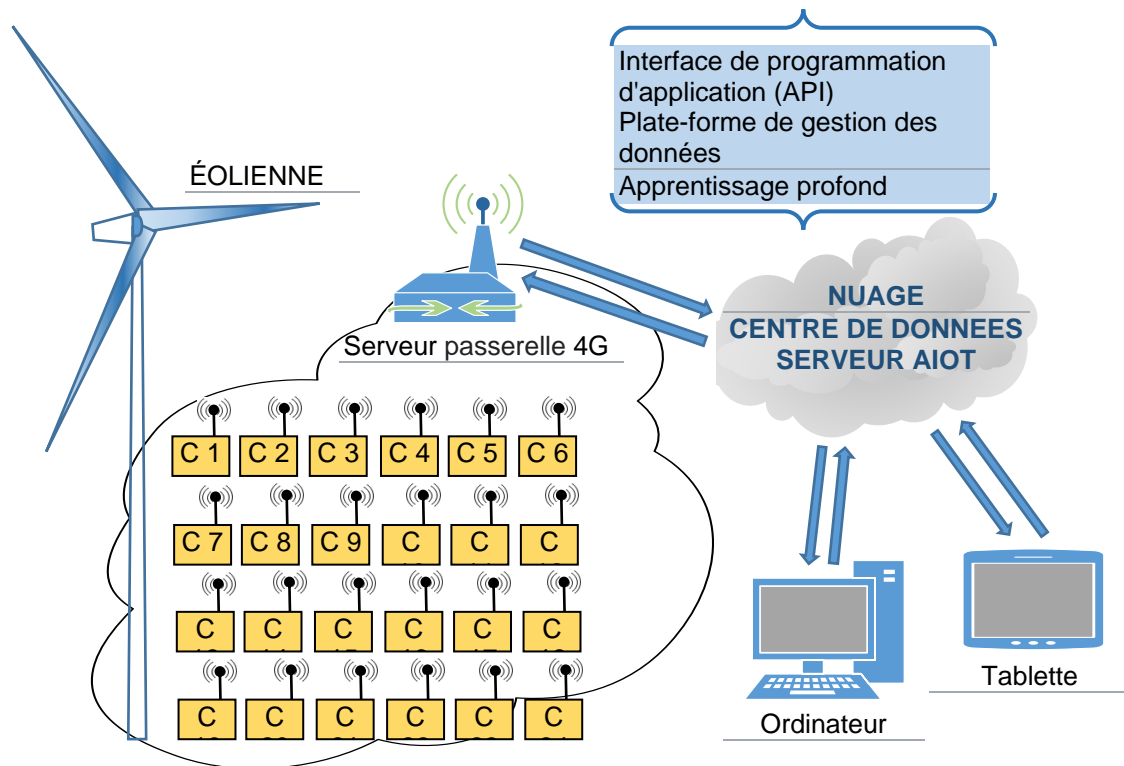 Interface de programmation
d'application (API)
Plate-forme de gestion des
données
Apprentissage profond
ÉOLIENNE
NUAGE
CENTRE DE DONNEES
SERVEUR AIOT
Serveur passerelle 4G
C 1 C 2 C 3 C 4 C 5 C 6
C 7 C 8 C 9 C C C
C C C C C C
C C C C C C
Tablette
Ordinateur